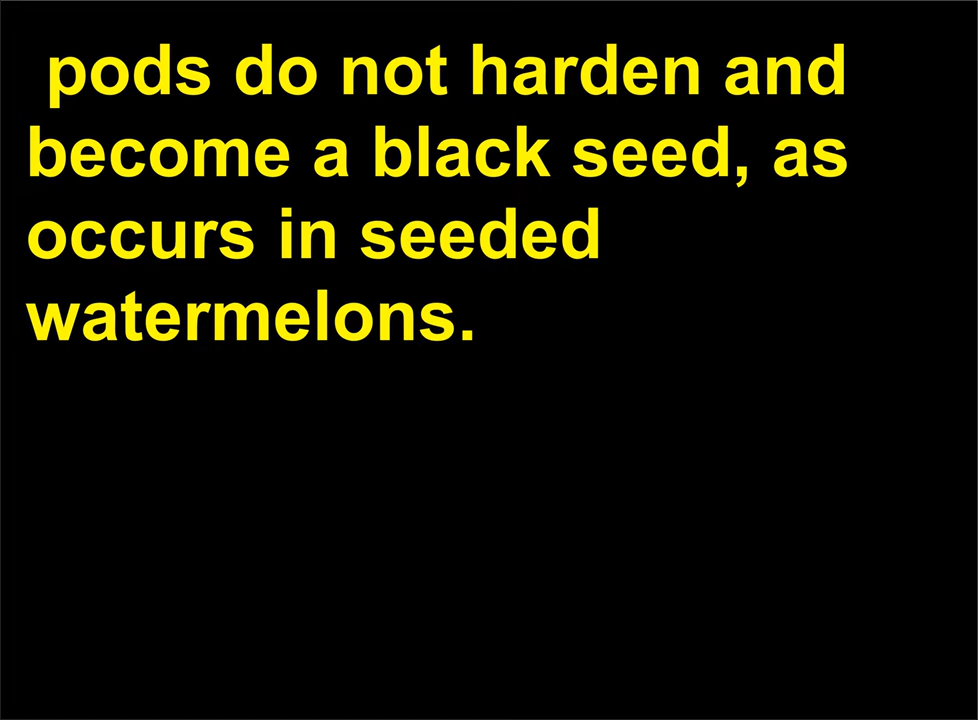 pods do not harden and
become a black seed, as
occurs in seeded
watermelons.